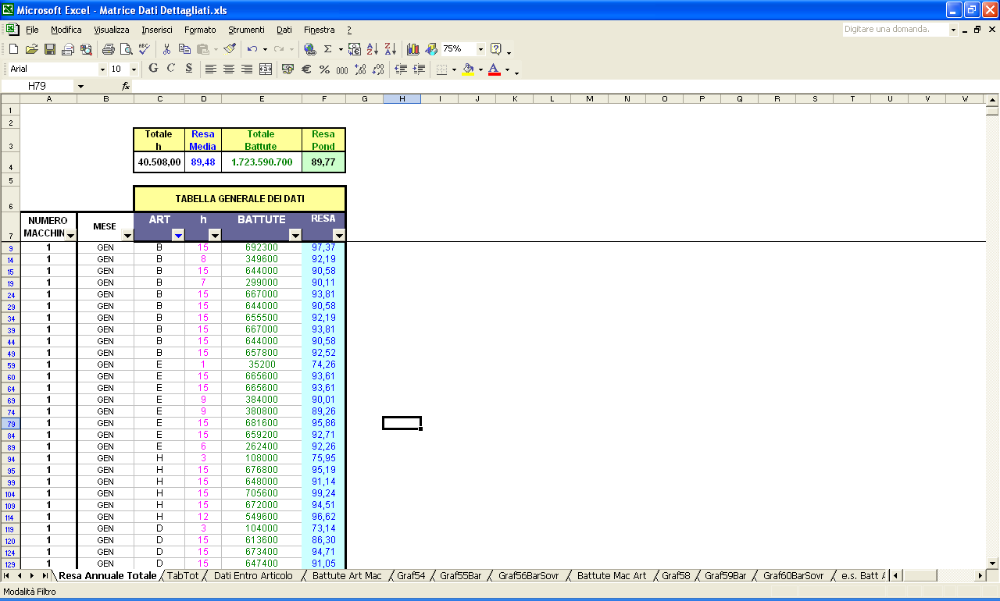 Microsoft Excel - Matrice Dati Dettagliati.xls
File Modifica Visualizza Inserisci Formato Strumenti Dati Finestra ? Digitare una domanda.
75%
Arial 10 G C S € % 000
H79 fx
A B C D E F G H I J K L M N O P Q R S T U V W
1
2
Totale Resa Totale Resa
3 h Media Battute Pond
4 40.508,00 89,48 1.723.590.700 89,77
5
6 TABELLA GENERALE DEI DATI
NUMERO MESE ART h BATTUTE RESA
7 MACCHIN
9 1 GEN B 15 692300 97,37
14 1 GEN B 8 349600 92,19
15 1 GEN B 15 644000 90,58
19 1 GEN B 7 299000 90,11
24 1 GEN B 15 667000 93,81
29 1 GEN B 15 644000 90,58
34 1 GEN B 15 655500 92,19
39 1 GEN B 15 667000 93,81
44 1 GEN B 15 644000 90,58
49 1 GEN B 15 657800 92,52
59 1 GEN E 1 35200 74,26
60 1 GEN E 15 665600 93,61
64 1 GEN E 15 665600 93,61
69 1 GEN E 9 384000 90,01
74 1 GEN E 9 380800 89,26
79 1 GEN E 15 681600 95,86
84 1 GEN E 15 659200 92,71
89 1 GEN E 6 262400 92,26
94 1 GEN H 3 108000 75,95
95 1 GEN H 15 676800 95,19
99 1 GEN H 15 648000 91,14
104 1 GEN H 15 705600 99,24
109 1 GEN H 15 672000 94,51
114 1 GEN H 12 549600 96,62
119 1 GEN D 3 104000 73,14
120 1 GEN D 15 613600 86,30
124 1 GEN D 15 673400 94,71
129 1 GEN D 15 647400 91,05
Resa Annuale Totale TabTot Dati Entro Articolo Battute Art Mac Graf54 Graf55Bar Graf56BarSovr Battute Mac Art Graf58 Graf59Bar Graf60BarSovr e.s. Batt A
Modalità Filtro